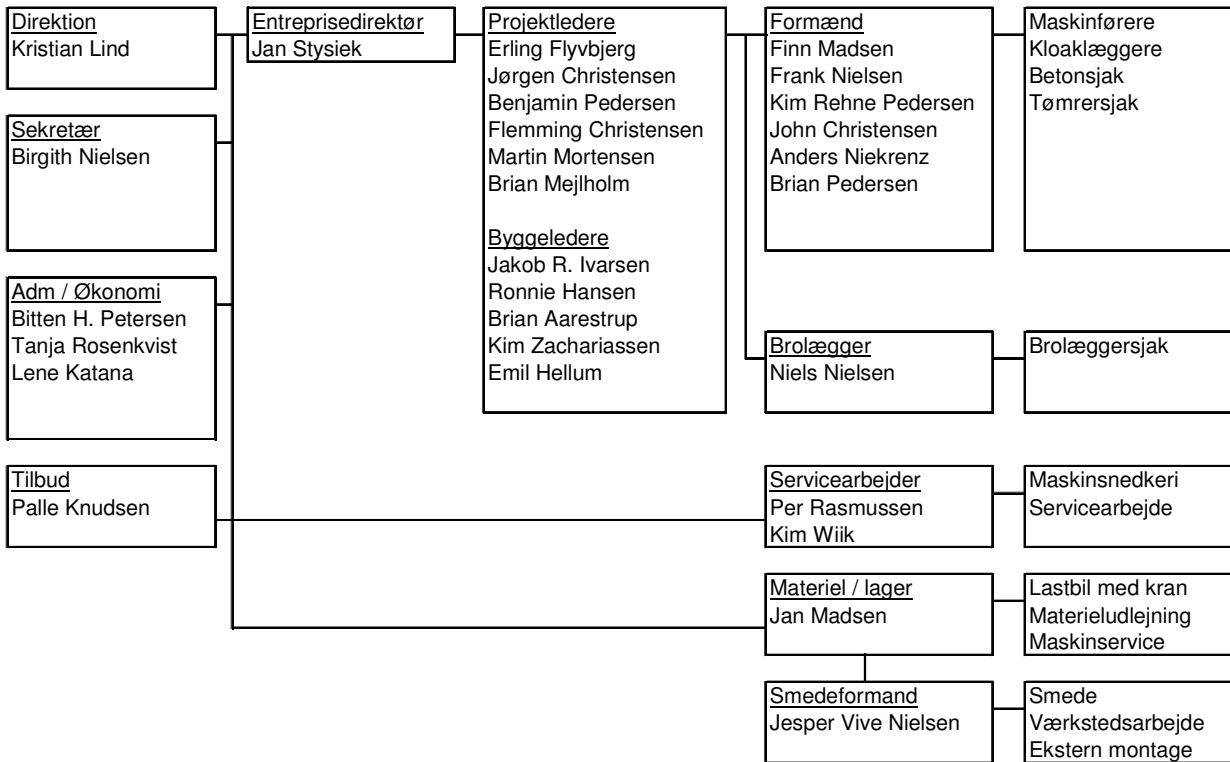 Direktion
Kristian Lind
Sekretær
Birgith Nielsen
Adm / Økonomi
Bitten H. Petersen
Tanja Rosenkvist
Lene Katana
Tilbud
Palle Knudsen
Entreprisedirektør
Jan Stysiek
Projektledere
Erling Flyvbjerg
Jørgen Christensen
Benjamin Pedersen
Flemming Christensen
Martin Mortensen
Brian Mejlholm
Byggeledere
Jakob R. Ivarsen
Ronnie Hansen
Brian Aarestrup
Kim Zachariassen
Emil Hellum
Formænd
Finn Madsen
Frank Nielsen
Kim Rehne Pedersen
John Christensen
Anders Niekrenz
Brian Pedersen
Maskinførere
Kloaklæggere
Betonsjak
Tømrersjak
Brolægger
Niels Nielsen
Brolæggersjak
Servicearbejder
Per Rasmussen
Kim Wiik
Maskinsnedkeri
Servicearbejde
Materiel / lager
Jan Madsen
Lastbil med kran
Materieludlejning
Maskinservice
Smedeformand
Jesper Vive Nielsen
Smede
Værkstedsarbejde
Ekstern montage